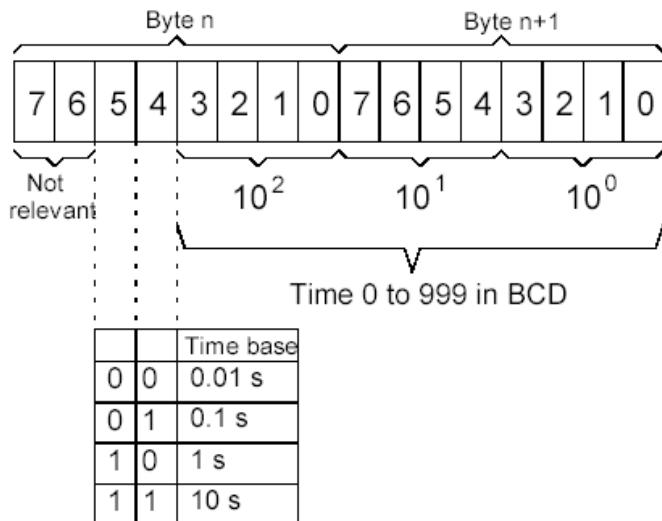 Byte n Byte n+1
7 6 5 4 3 2 1 0 7 6 5 4 3 2 1 0
Not
relevant
10² 10¹ 10⁰
Time 0 to 999 in BCD
Time base
0 0 0.01 s
0 1 0.1 s
1 0 1 s
1 1 10 s